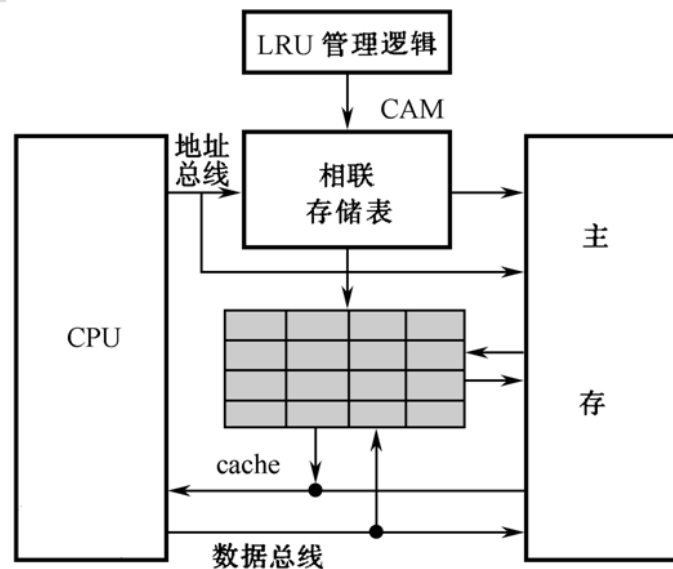 LRU 管理逻辑
CAM
地址
总线
相联
存储表
主
CPU
存
cache
数据总线